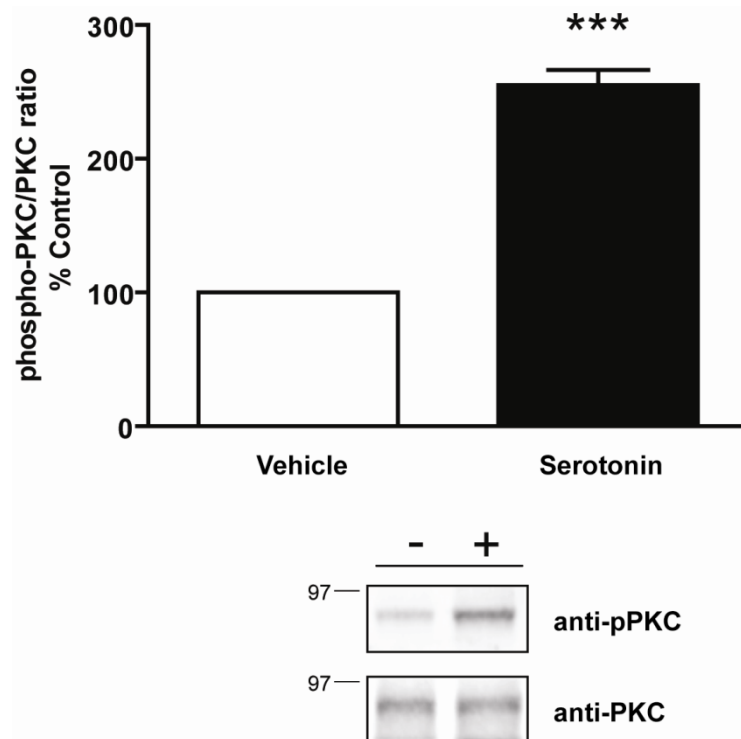 phospho-PKC/PKC ratio
% Control
300
200
100
0
***
Vehicle
Serotonin
- +
97
anti-pPKC
97
anti-PKC